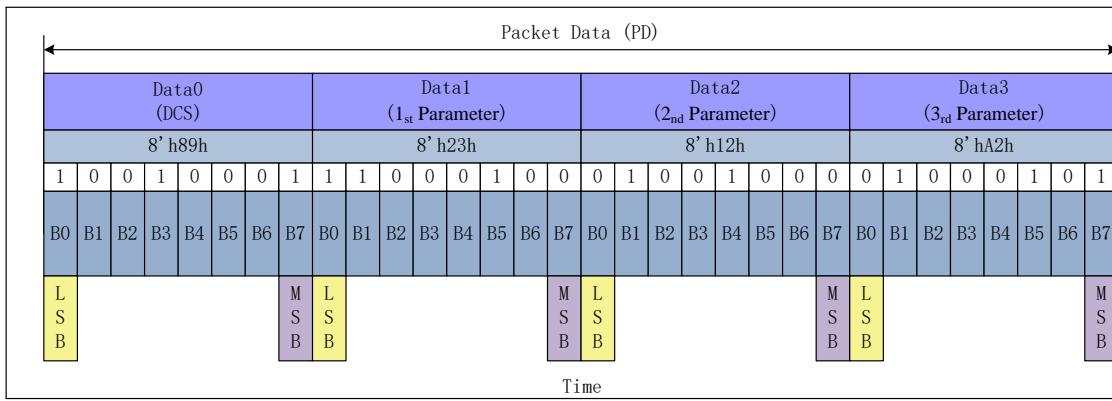 Packet Data (PD)
Data0 Data1 Data2 Data3
(DCS) (1st Parameter) (2nd Parameter) (3rd Parameter)
8'h89h 8'h23h 8'h12h 8'hA2h
1 0 0 1 0 0 0 1 1 1 0 0 0 1 0 0 0 1 0 0 1 0 0 0 0 1 0 0 0 1 0 1
B0 B1 B2 B3 B4 B5 B6 B7 B0 B1 B2 B3 B4 B5 B6 B7 B0 B1 B2 B3 B4 B5 B6 B7 B0 B1 B2 B3 B4 B5 B6 B7
L M L M L M L M
S S S S S S S S
B B B B B B B B
Time